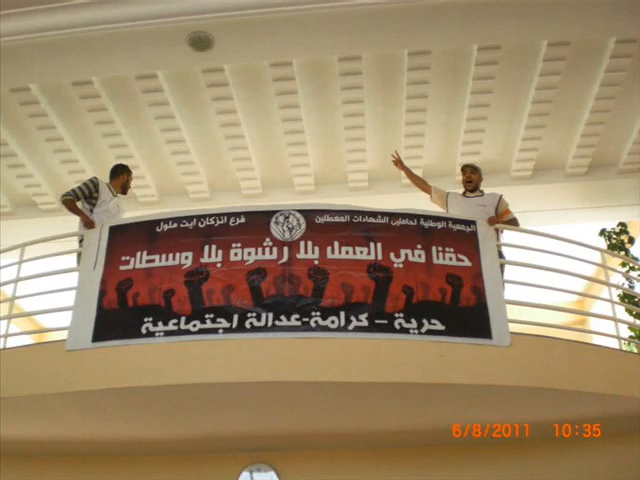 الجمعية الوطنية لحاملي الشهادات المعطلين فرع انزكان ايت ملول
حقنا في العمل بلا رشوة بلا وسطات
حرية - كرامة-عدالة اجتماعية
6/8/2011 10:35